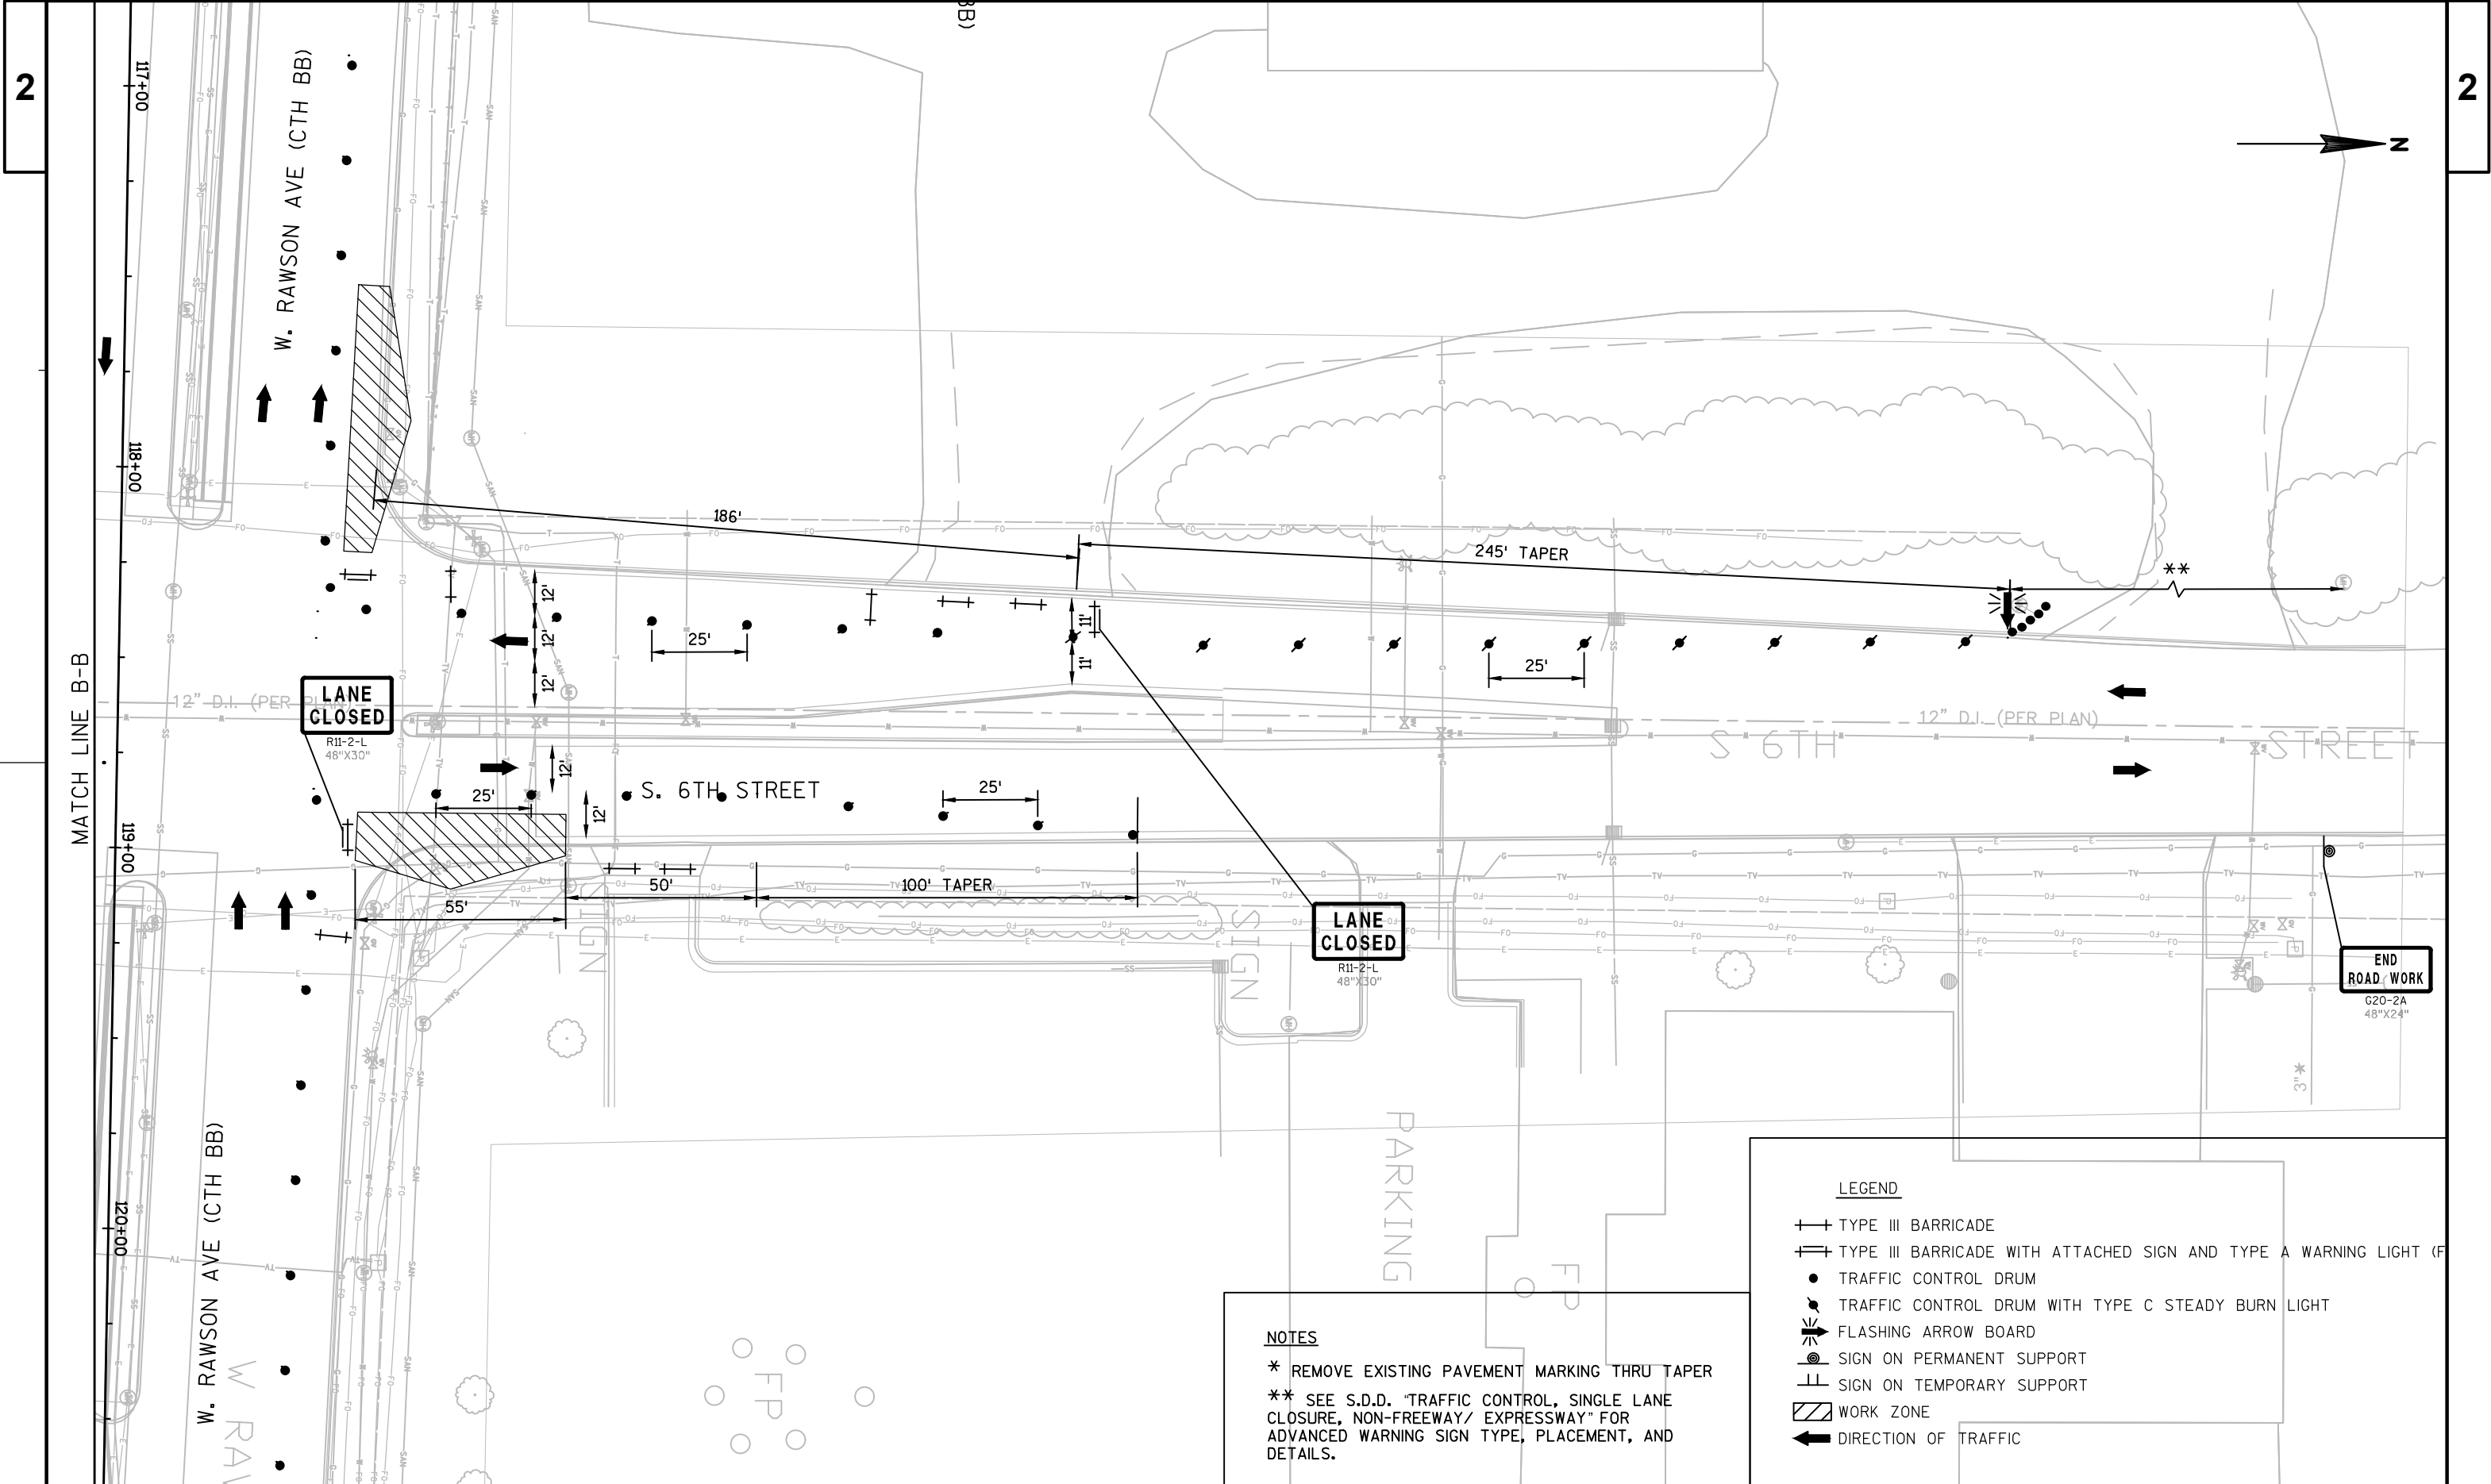 2
2
BB)
117+00
118+00
119+00
120+00
W. RAWSON AVE (CTH BB)
N
186'
245' TAPER
**
12'
12'
12'
25'
11'
11'
25'
MATCH LINE B-B
LANE
CLOSED
R11-2-L
48"X30"
12" D.I. (PER PLAN)
12" D.I. (PER PLAN)
S 6TH
STREET
12'
12'
25'
S. 6TH STREET
25'
50'
100' TAPER
55'
SIGN
LANE
CLOSED
R11-2-L
48"X30"
END
ROAD WORK
G20-2A
48"X24"
3"*
W. RAWSON AVE (CTH BB)
PARKING
FP
FP
NOTES
* REMOVE EXISTING PAVEMENT MARKING THRU TAPER
** SEE S.D.D. "TRAFFIC CONTROL, SINGLE LANE
CLOSURE, NON-FREEWAY/ EXPRESSWAY" FOR
ADVANCED WARNING SIGN TYPE, PLACEMENT, AND
DETAILS.
LEGEND
TYPE III BARRICADE
TYPE III BARRICADE WITH ATTACHED SIGN AND TYPE A WARNING LIGHT (F
TRAFFIC CONTROL DRUM
TRAFFIC CONTROL DRUM WITH TYPE C STEADY BURN LIGHT
FLASHING ARROW BOARD
SIGN ON PERMANENT SUPPORT
SIGN ON TEMPORARY SUPPORT
WORK ZONE
DIRECTION OF TRAFFIC